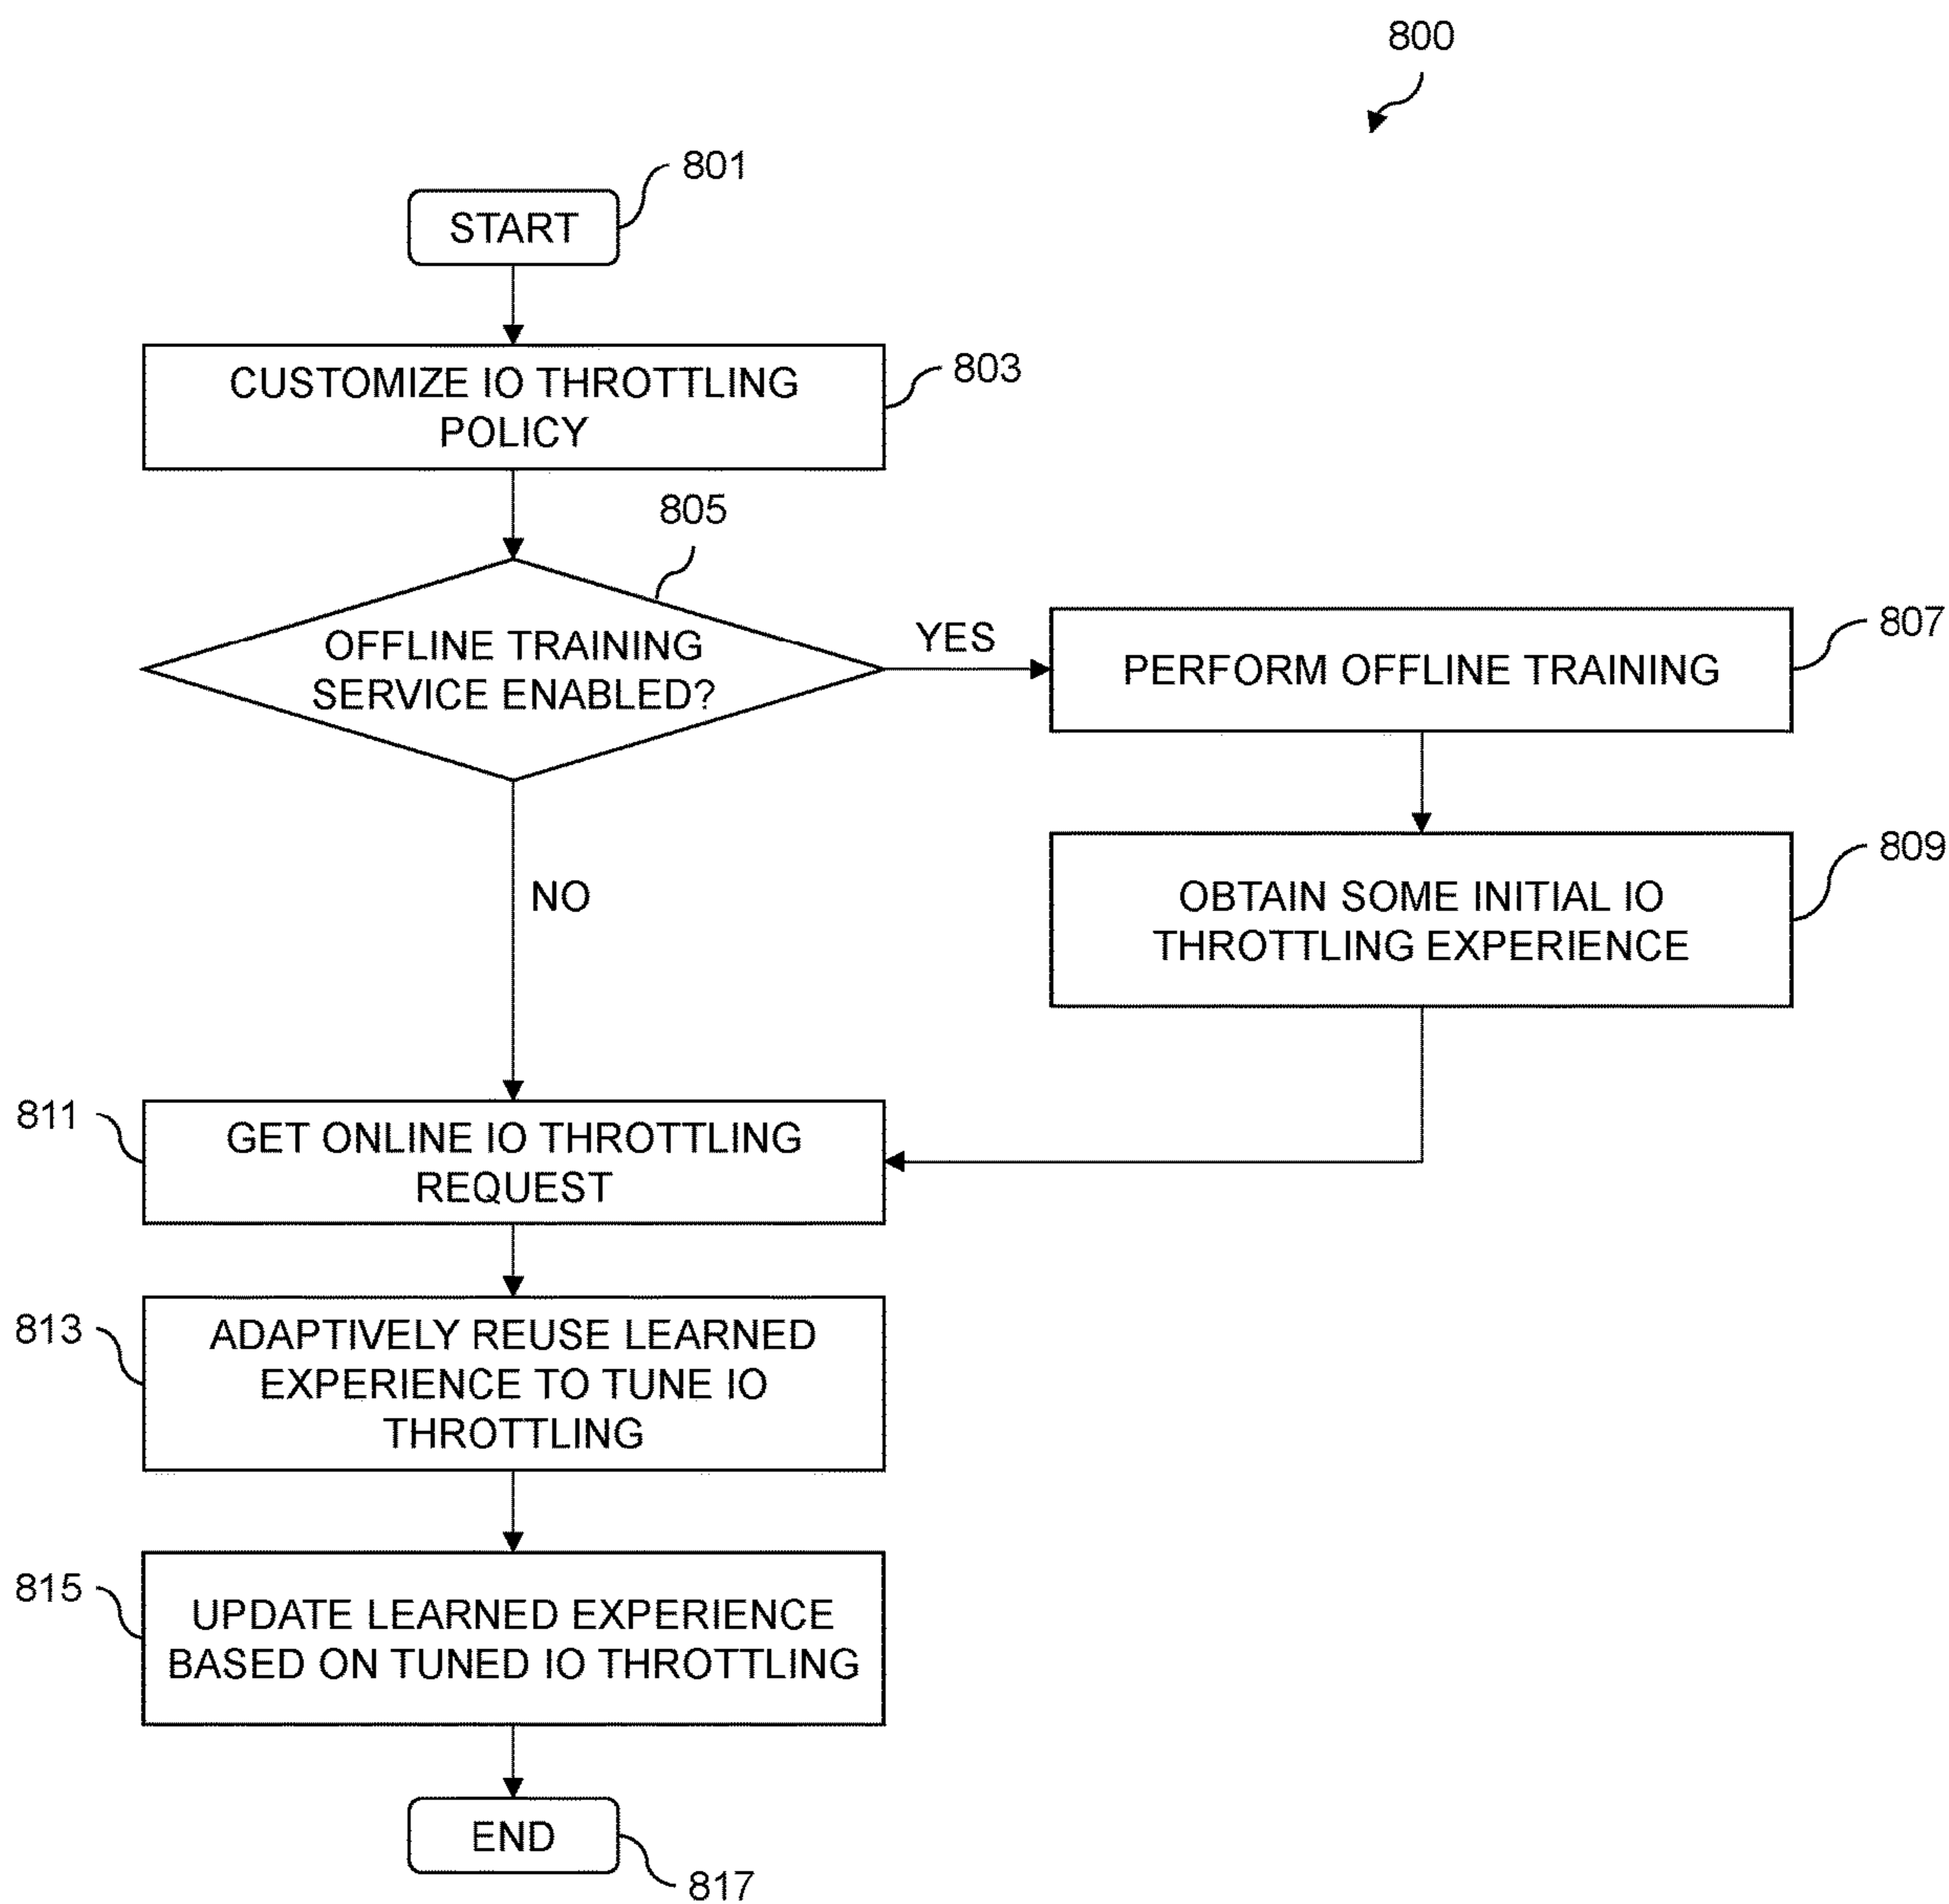 800
801
START
CUSTOMIZE IO THROTTLING
POLICY
803
805
OFFLINE TRAINING
SERVICE ENABLED?
YES
PERFORM OFFLINE TRAINING
807
NO
OBTAIN SOME INITIAL IO
THROTTLING EXPERIENCE
809
811
GET ONLINE IO THROTTLING
REQUEST
813
ADAPTIVELY REUSE LEARNED
EXPERIENCE TO TUNE IO
THROTTLING
815
UPDATE LEARNED EXPERIENCE
BASED ON TUNED IO THROTTLING
END
817